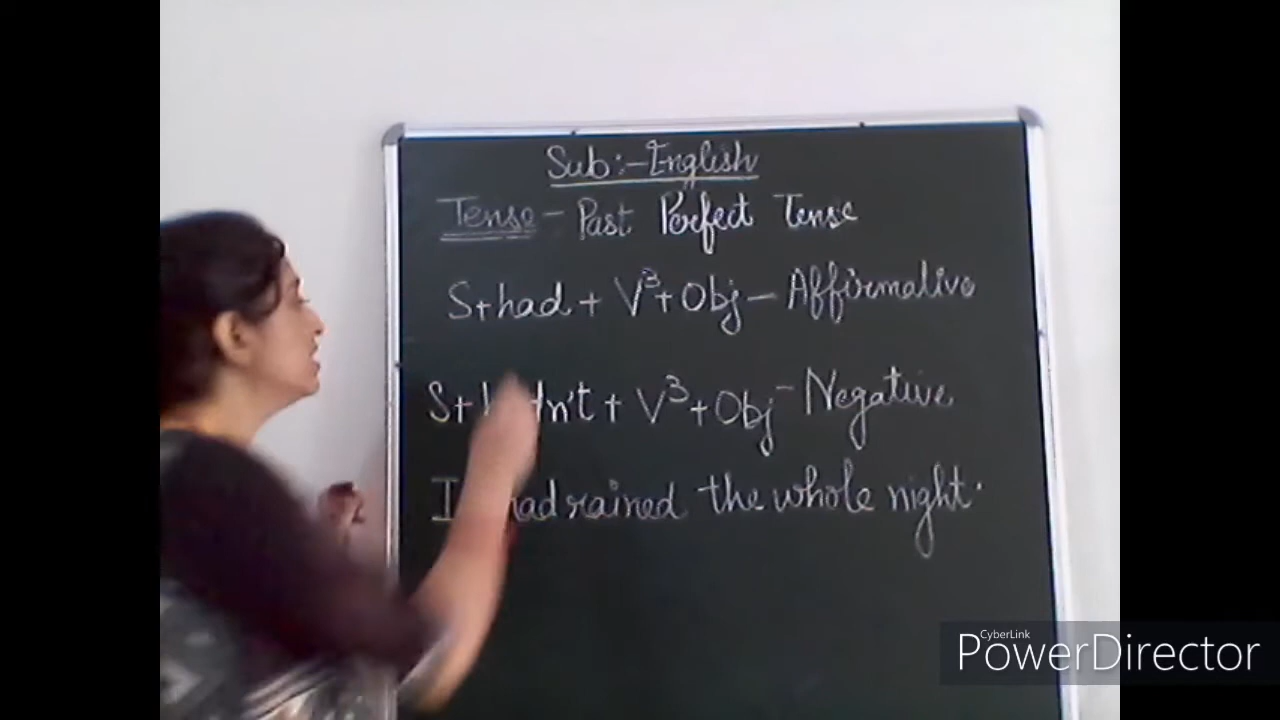 Sub:- English
Tense - Past Perfect Tense
S+had + V³+Obj - Affirmative
S+hadn't + V³+Obj - Negative
I had rained the whole night.
CyberLink
PowerDirector